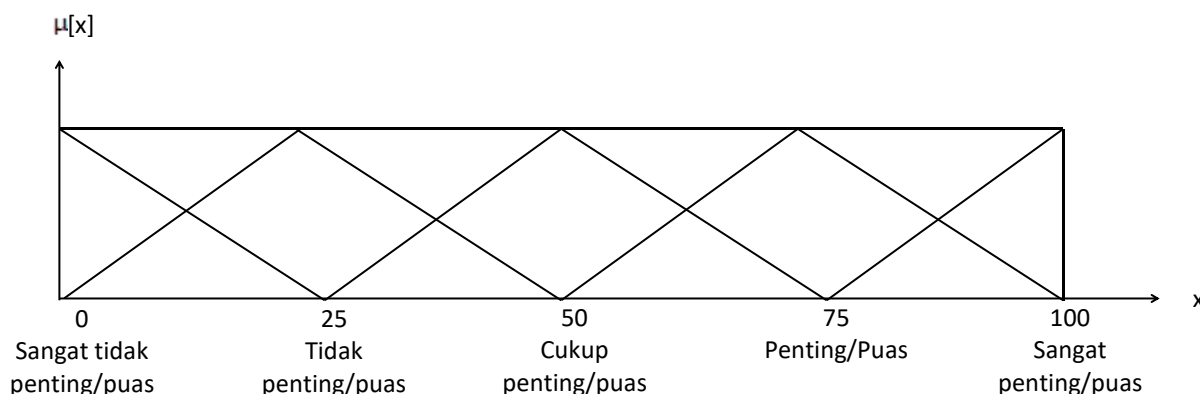 μ[x]
x
0 25 50 75 100
Sangat tidak penting/puas
Tidak penting/puas
Cukup penting/puas
Penting/Puas
Sangat penting/puas